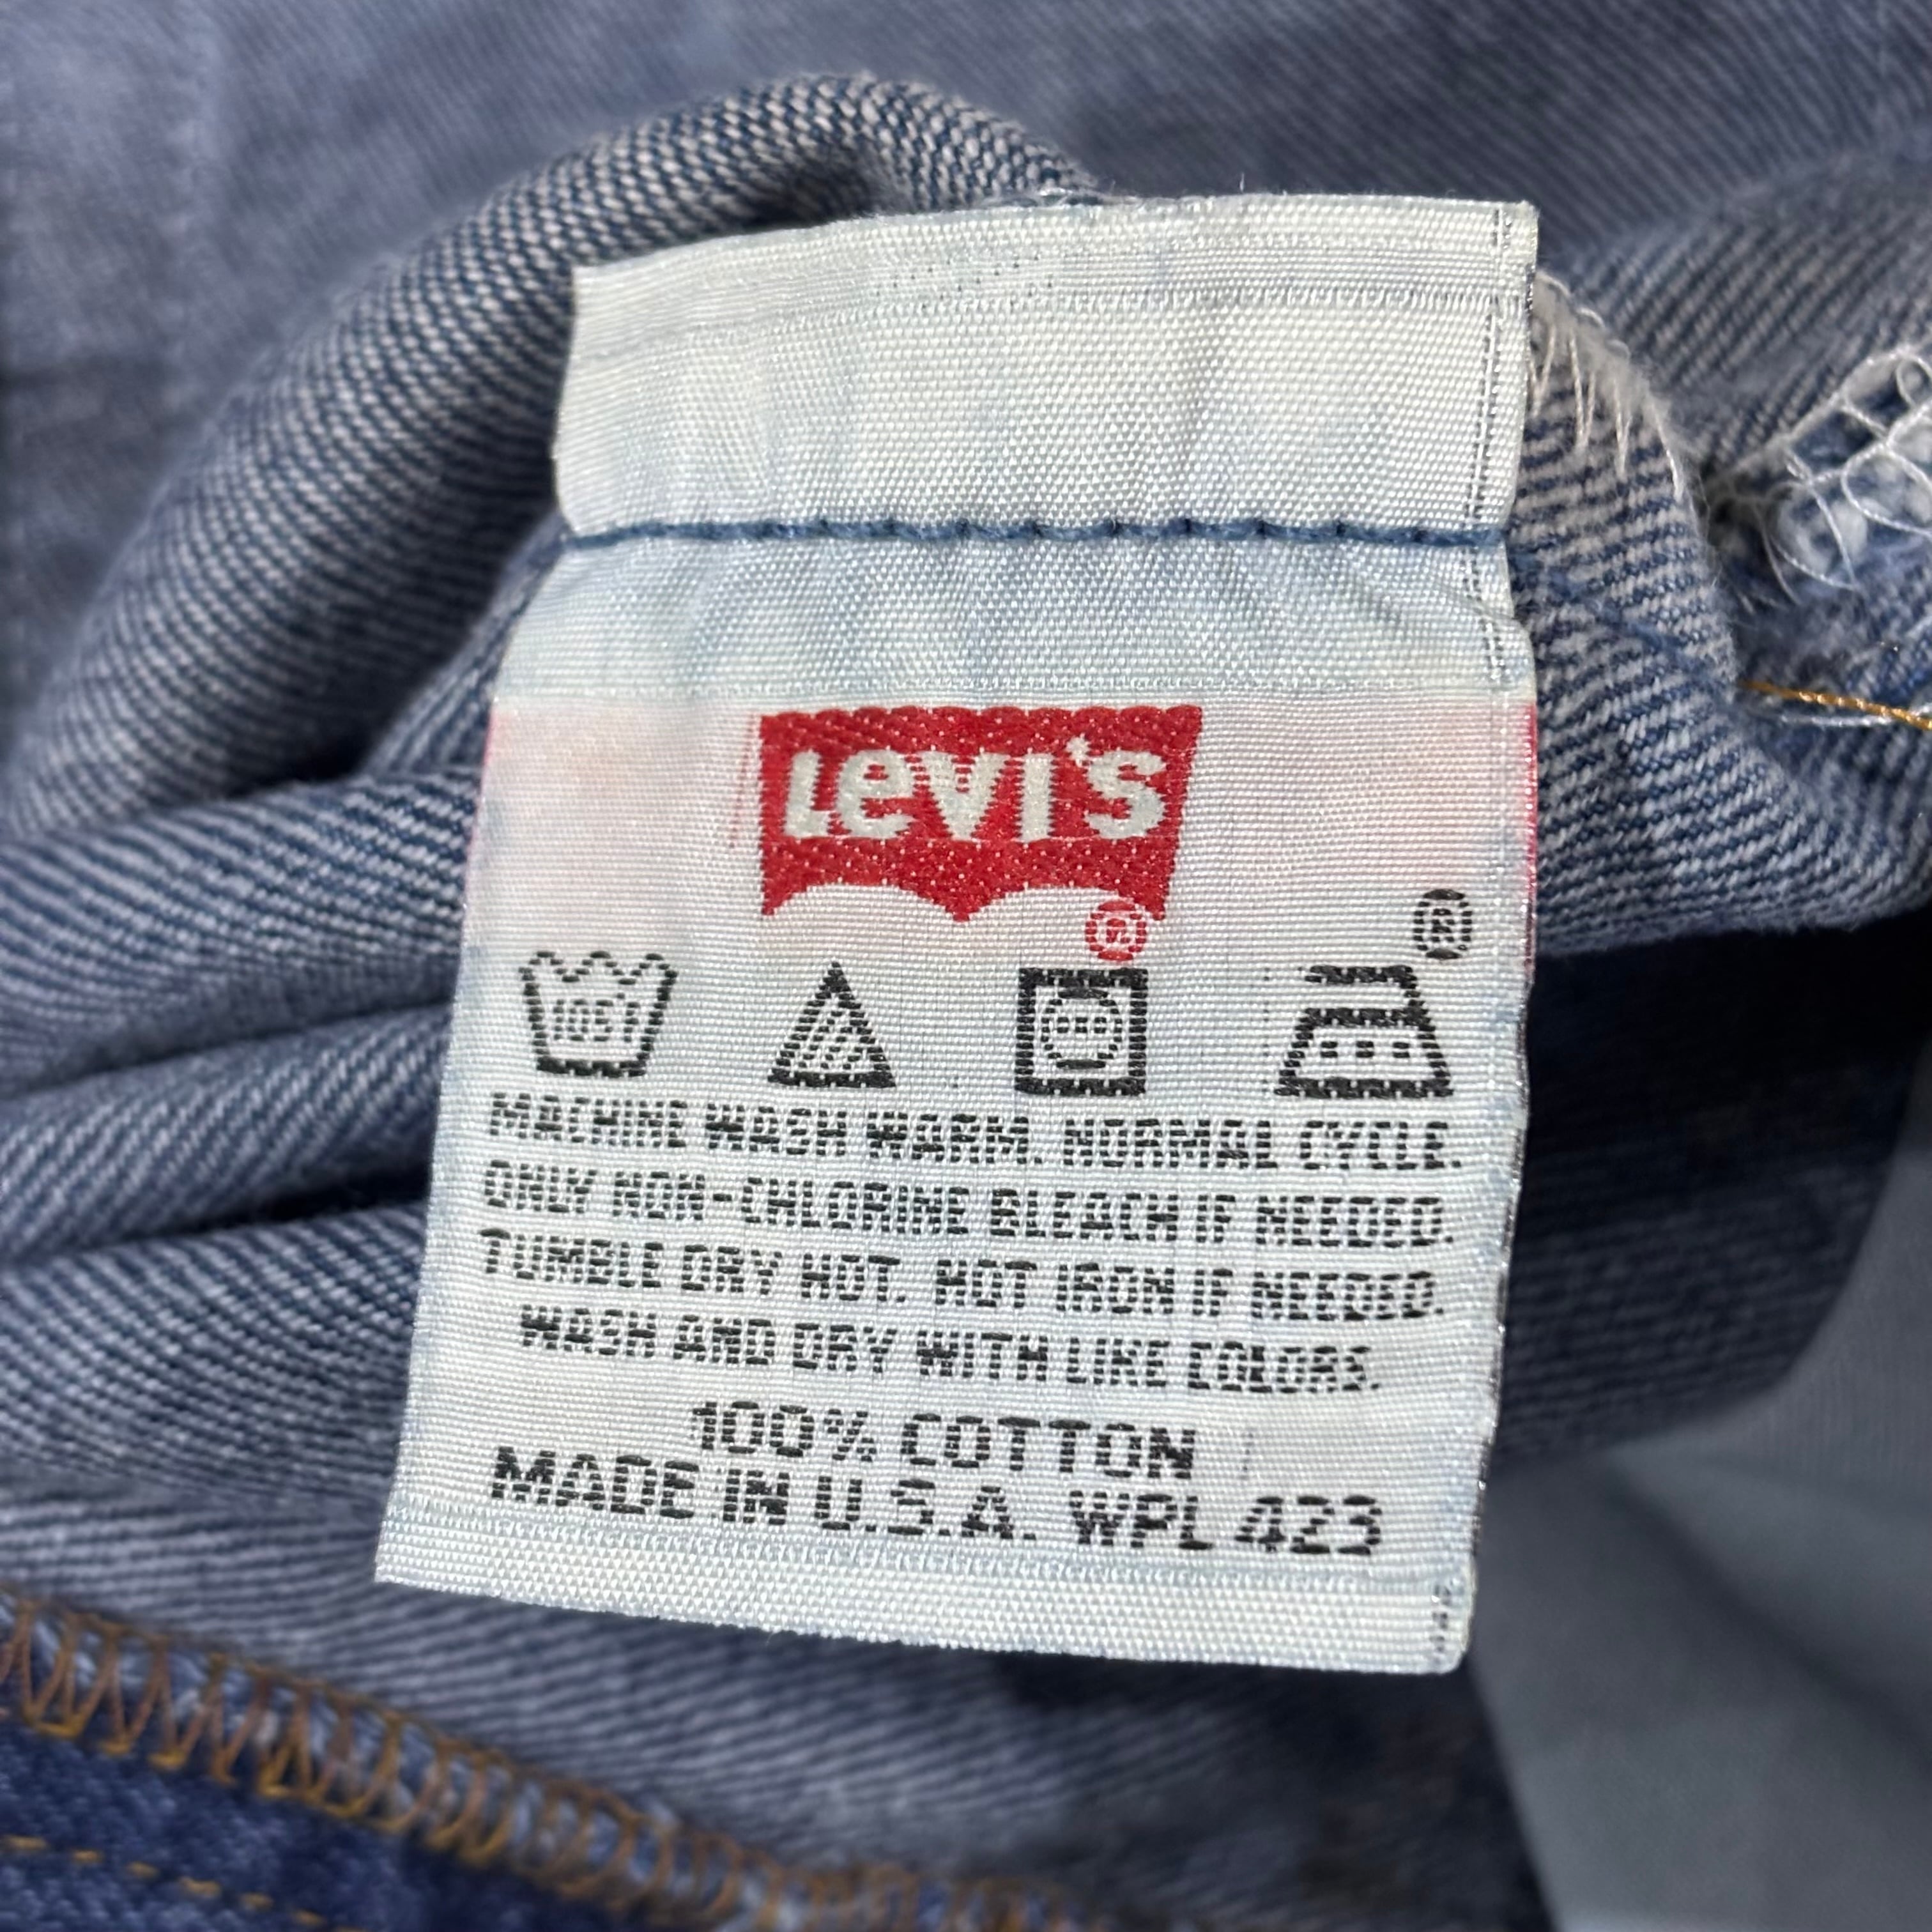 Levi's
®
®
105°F
MACHINE WASH WARM. NORMAL CYCLE.
ONLY NON-CHLORINE BLEACH IF NEEDED.
TUMBLE DRY HOT. HOT IRON IF NEEDED.
WASH AND DRY WITH LIKE COLORS.
100% COTTON
MADE IN U.S.A. WPL 423